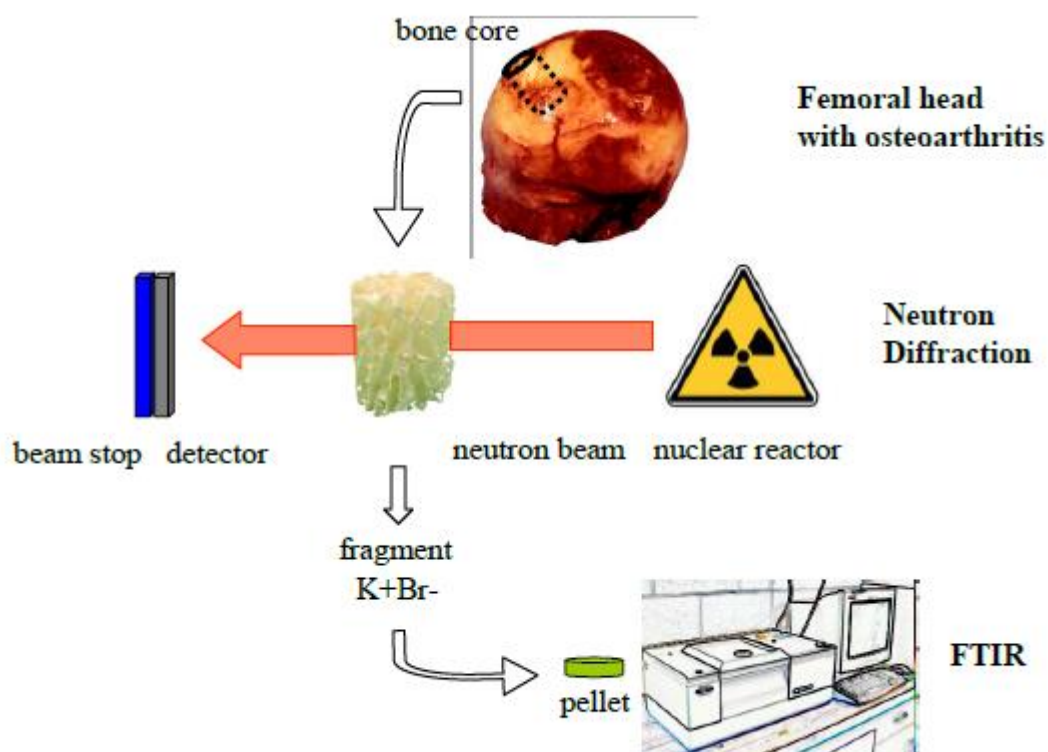 bone core
Femoral head
with osteoarthritis
Neutron
Diffraction
beam stop detector
neutron beam nuclear reactor
fragment
K+Br-
FTIR
pellet